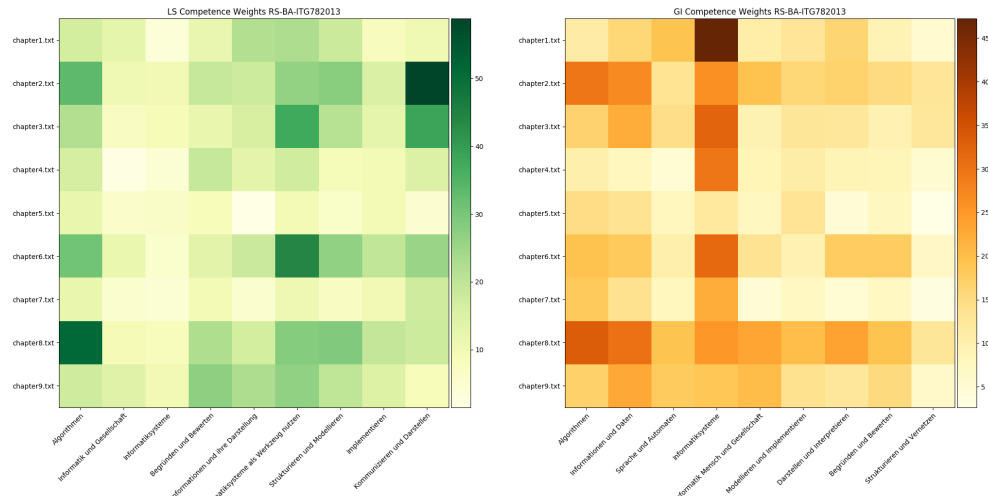 LS Competence Weights RS-BA-ITG782013
chapter1.txt
chapter2.txt
chapter3.txt
chapter4.txt
chapter5.txt
chapter6.txt
chapter7.txt
chapter8.txt
chapter9.txt
Algorithmen
Informatik und Gesellschaft
Informatiksysteme
Begründen und Bewerten
nformationen und ihre Darstellung
atiksysteme als Werkzeug nutzen
Strukturieren und Modellieren
Implementieren
Kommunizieren und Darstellen
50
40
30
20
10
GI Competence Weights RS-BA-ITG782013
chapter1.txt
chapter2.txt
chapter3.txt
chapter4.txt
chapter5.txt
chapter6.txt
chapter7.txt
chapter8.txt
chapter9.txt
Algorithmen
Informationen und Daten
Sprache und Automaten
Informatiksysteme
nformatik Mensch und Gesellschaft
Modellieren und Implementieren
Darstellen und Interpretieren
Begründen und Bewerten
Strukturieren und Vernetzen
45
40
35
30
25
20
15
10
5